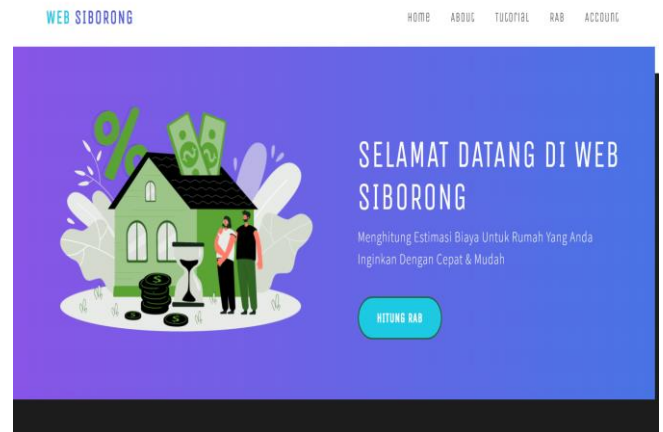 WEB SIBORONG
HOME ABOUT TUTORIAL RAB ACCOUNT
SELAMAT DATANG DI WEB
SIBORONG
Menghitung Estimasi Biaya Untuk Rumah Yang Anda
Inginkan Dengan Cepat & Mudah
HITUNG RAB
%
$
$